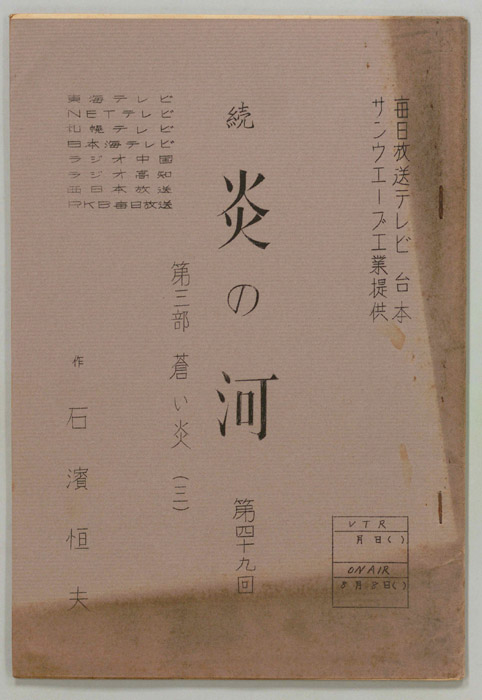 毎日放送テレビ 台本
サンウエーブ工業提供
続 炎の河 第四十九回
第三部 蒼い炎 (三)
東海テレビ
NETテレビ
札幌テレビ
日本海テレビ
ラジオ中国
ラジオ高知
西日本放送
RKB毎日放送
作 石濱恒夫
VTR
月 日( )
ON AIR
日( )